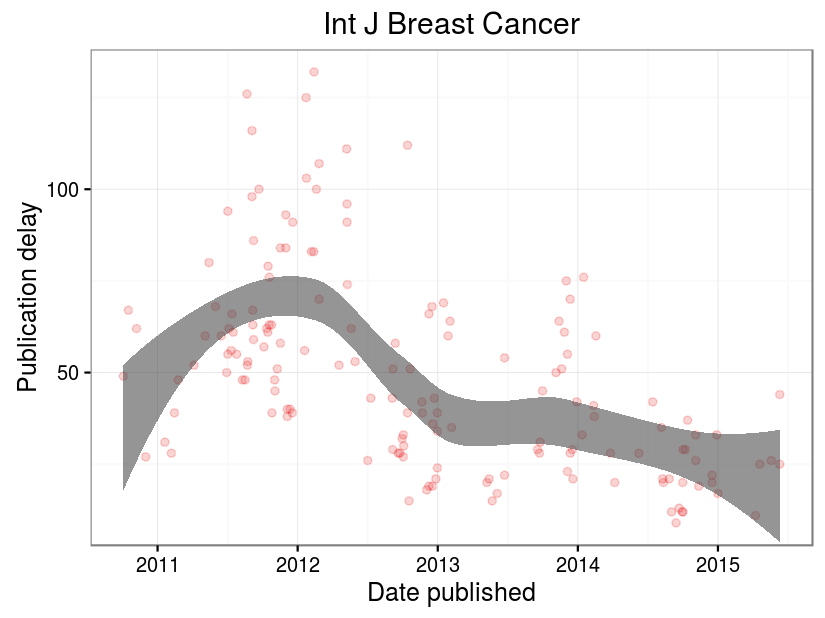 Int J Breast Cancer
Publication delay
100
50
2011 2012 2013 2014 2015
Date published